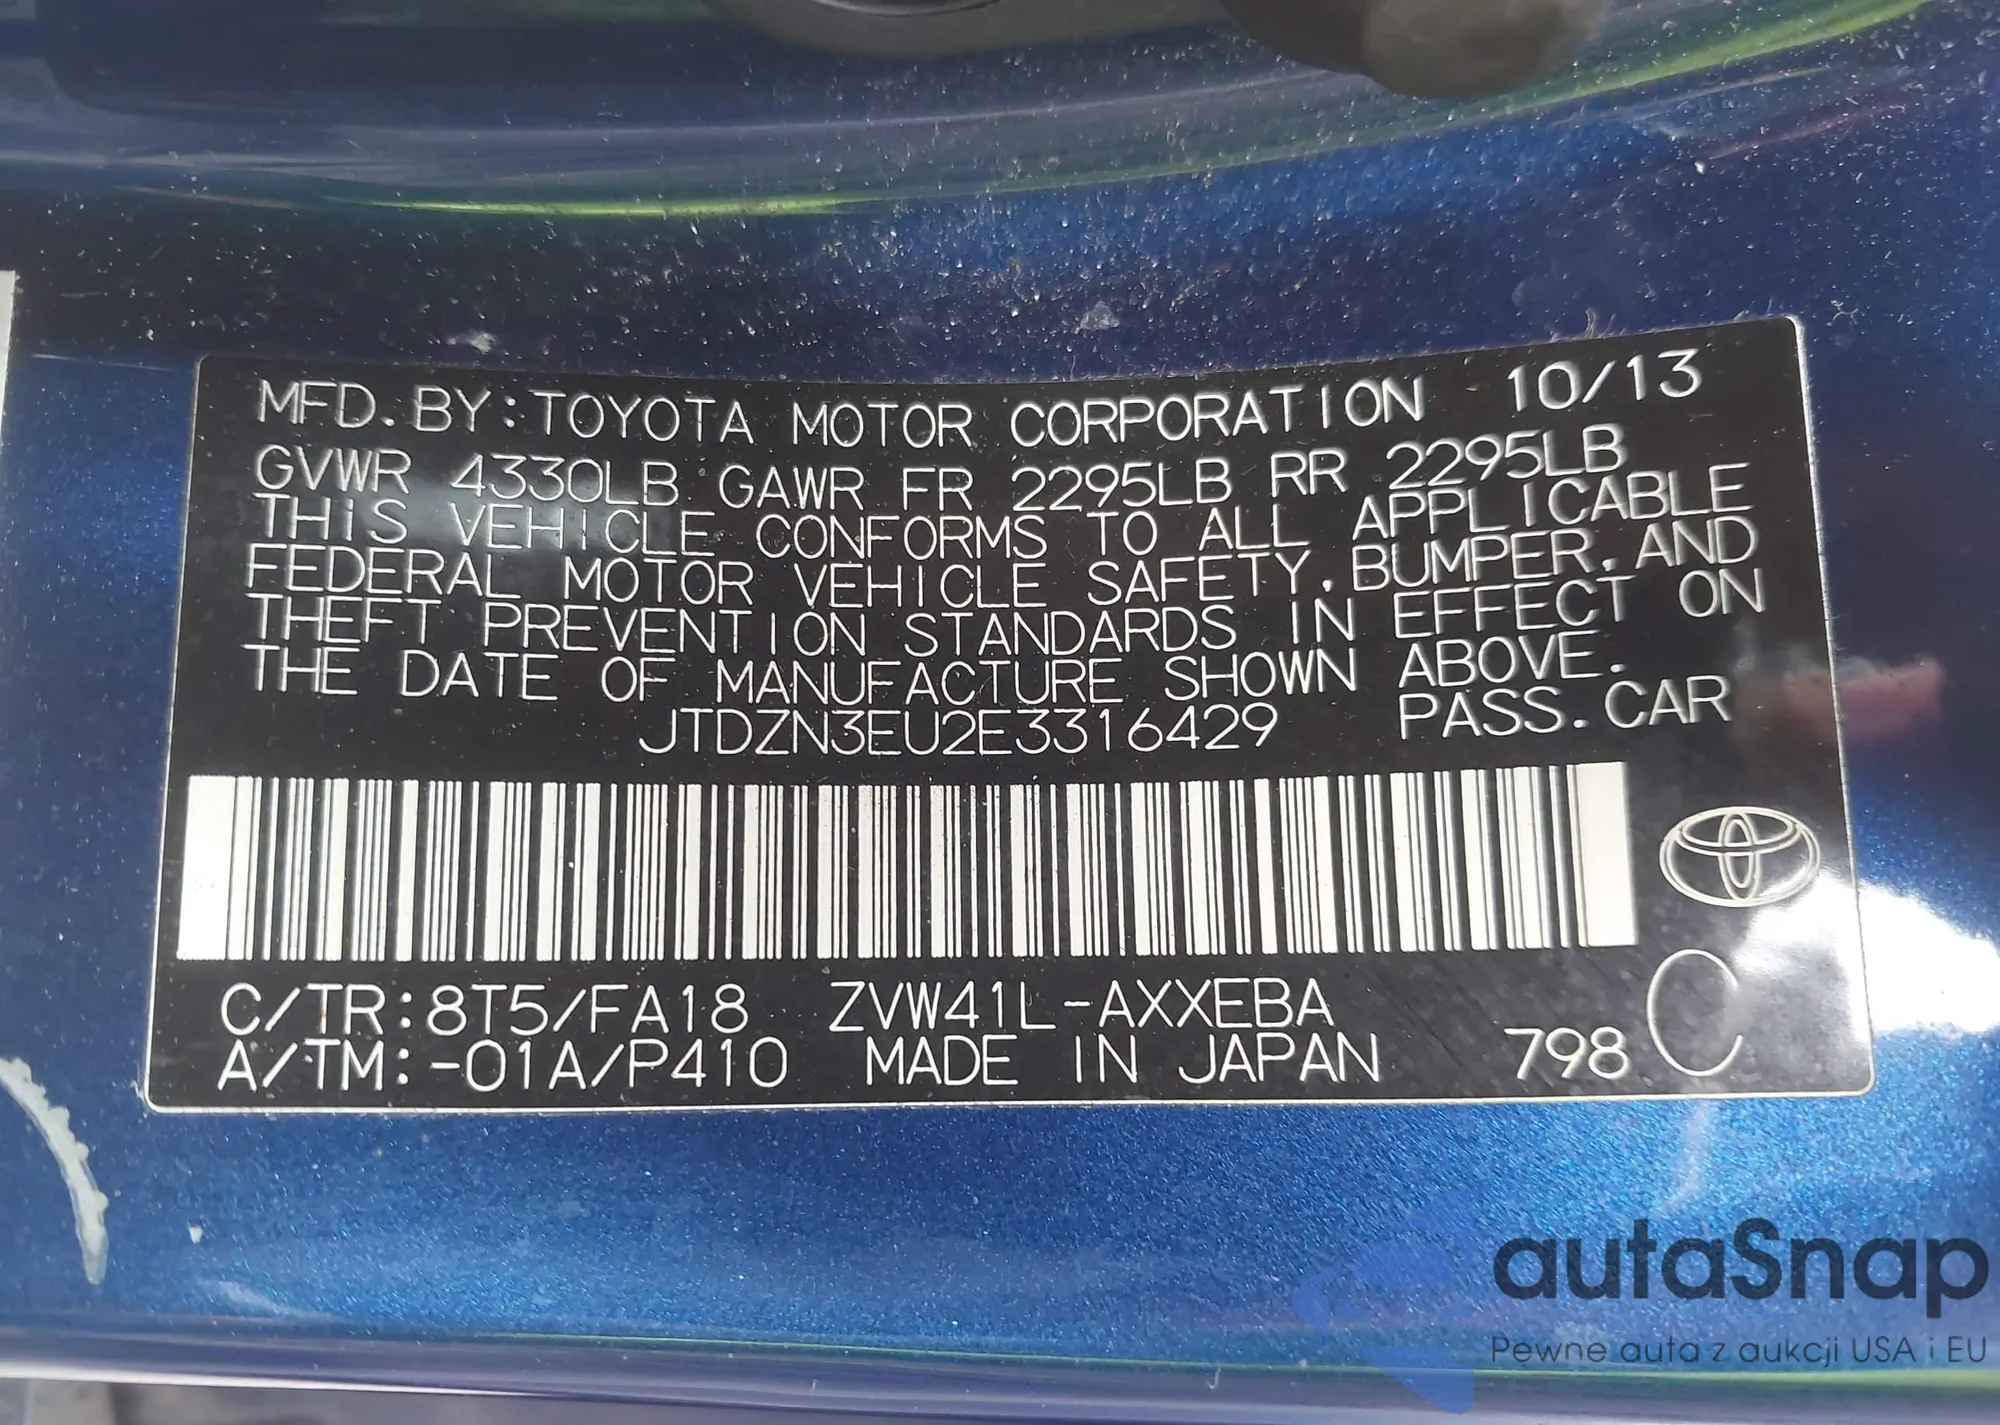 MFD. BY: TOYOTA MOTOR CORPORATION 10/13
GVWR 4330LB GAWR FR 2295LB RR 2295LB
THIS VEHICLE CONFORMS TO ALL APPLICABLE
FEDERAL MOTOR VEHICLE SAFETY, BUMPER, AND
THEFT PREVENTION STANDARDS IN EFFECT ON
THE DATE OF MANUFACTURE SHOWN ABOVE.
JTDZN3EU2E3316429 PASS. CAR
C/TR:8T5/FA18 ZVW41L-AXXEBA
A/TM:-01A/P410 MADE IN JAPAN 798 C
autaSnap
Pewne auta z aukcji USA i EU